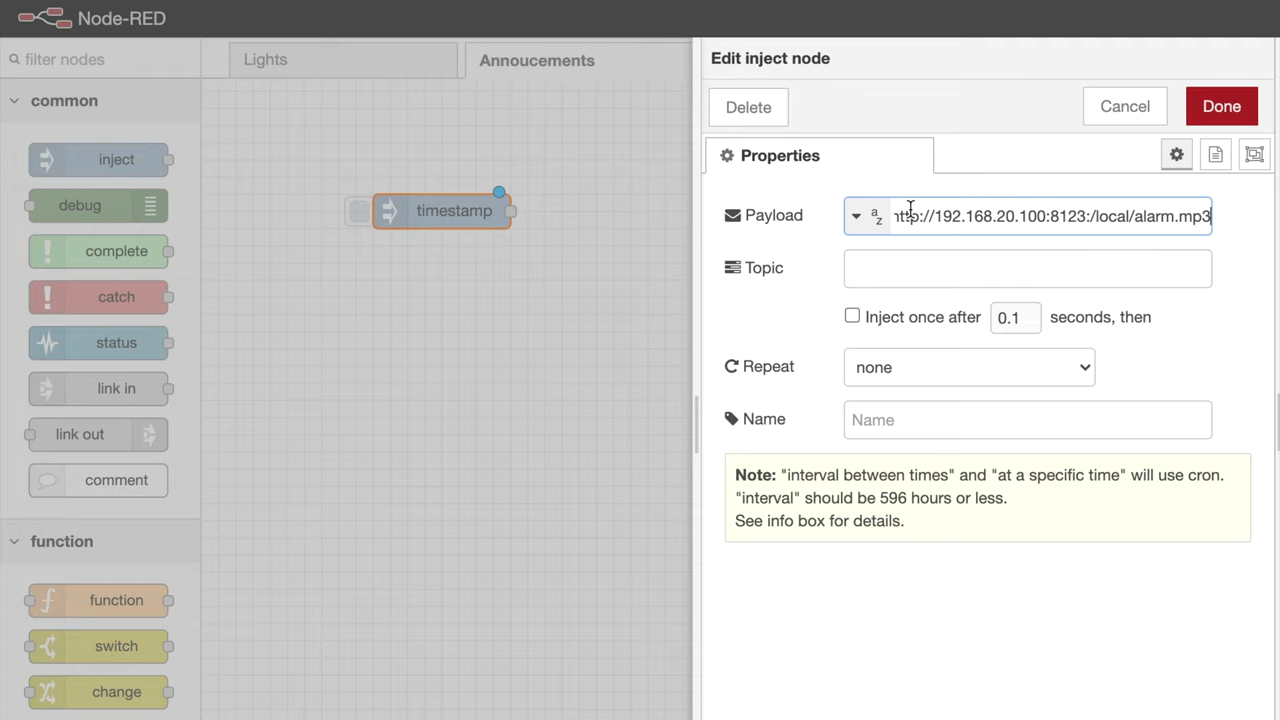 Node-RED
filter nodes
Lights
Annoucements
Edit inject node
common
Delete
Cancel
Done
Properties
inject
debug
complete
catch
status
link in
link out
comment
function
function
switch
change
timestamp
Payload
a
z
http://192.168.20.100:8123:/local/alarm.mp3
Topic
Inject once after 0.1 seconds, then
Repeat
none
Name
Name
Note: "interval between times" and "at a specific time" will use cron.
"interval" should be 596 hours or less.
See info box for details.